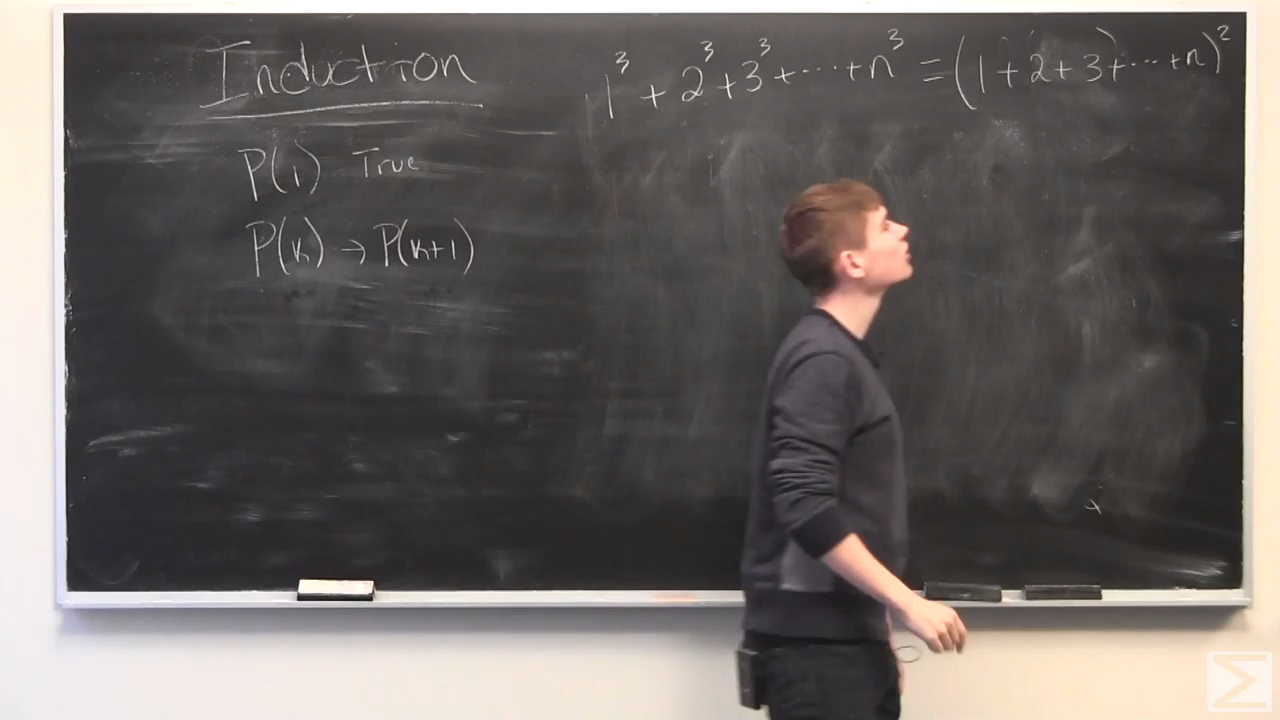 Induction
P(1) True
P(k) → P(k+1)
1³ + 2³ + 3³ + ··· + n³ = (1 + 2 + 3) + ··· + n)²
Σ